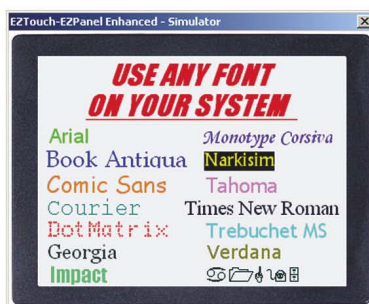 EZTouch-EZPanel Enhanced - Simulator
USE ANY FONT
ON YOUR SYSTEM
Arial Monotype Corsiva
Book Antiqua Narkisim
Comic Sans Tahoma
Courier Times New Roman
DotMatrix Trebuchet MS
Georgia Verdana
Impact